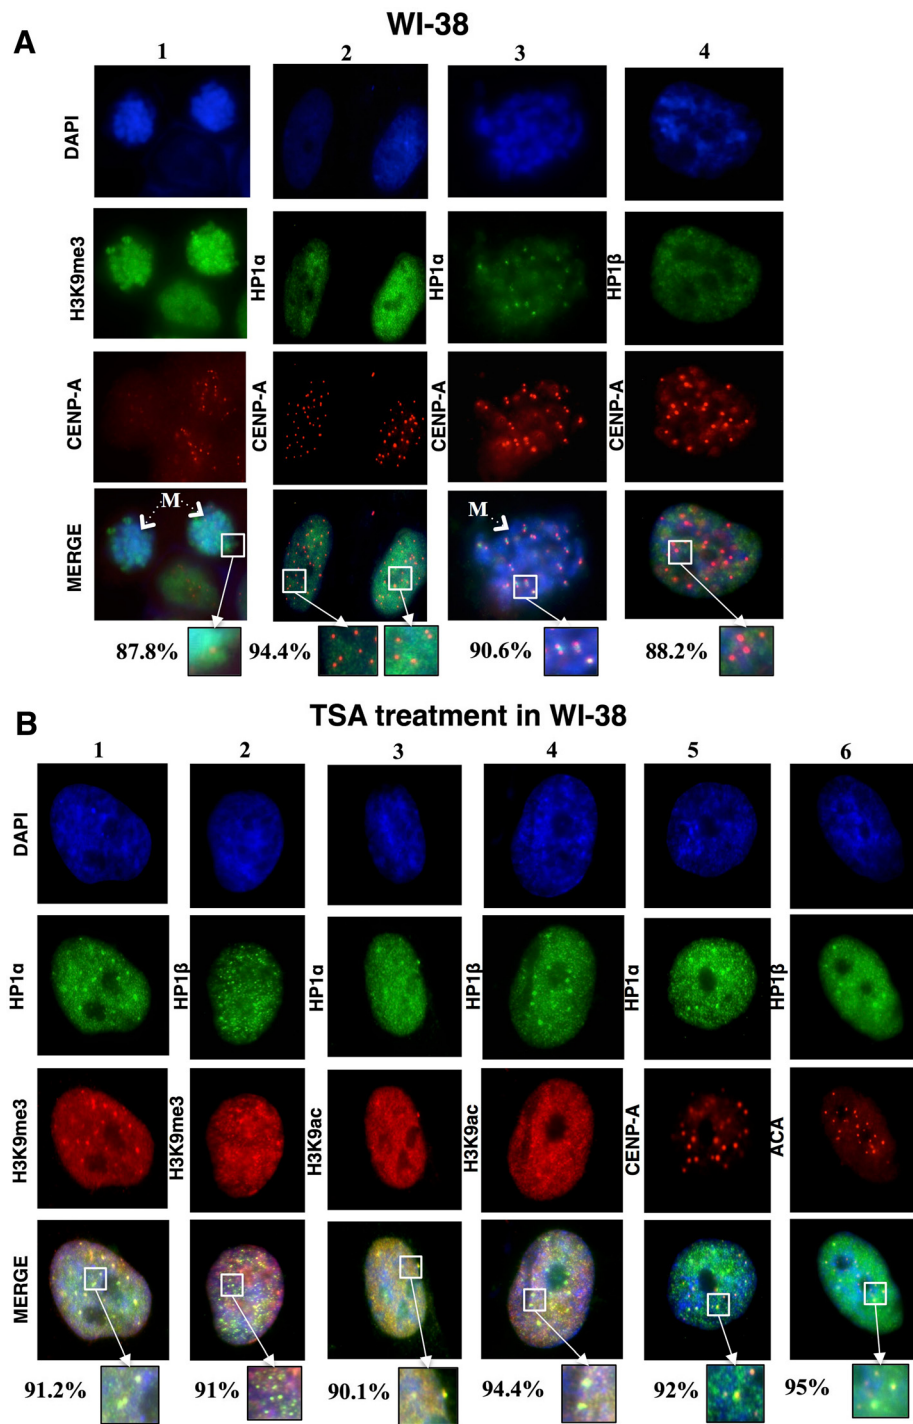 WI-38
A
1 2 3 4
DAPI
H3K9me3 HP1α HP1α HP1β
CENP-A CENP-A CENP-A CENP-A
MERGE M M
87.8% 94.4% 90.6% 88.2%
B
TSA treatment in WI-38
1 2 3 4 5 6
DAPI
HP1α HP1β HP1α HP1β HP1α HP1β
H3K9me3 H3K9me3 H3K9ac H3K9ac CENP-A ACA
MERGE
91.2% 91% 90.1% 94.4% 92% 95%